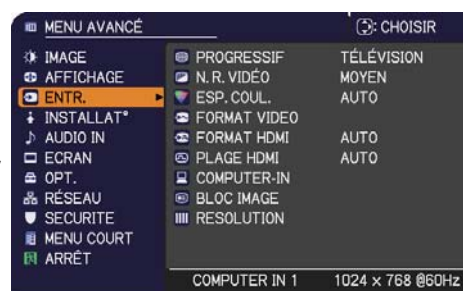 MENU AVANCÉ : CHOISIR
IMAGE
AFFICHAGE
ENTR.
INSTALLAT°
AUDIO IN
ECRAN
OPT.
RÉSEAU
SECURITE
MENU COURT
ARRÊT
PROGRESSIF TÉLÉVISION
N.R.VIDÉO MOYEN
ESP.COUL. AUTO
FORMAT VIDEO
FORMAT HDMI AUTO
PLAGE HDMI AUTO
COMPUTER-IN
BLOC IMAGE
RESOLUTION
COMPUTER IN 1 1024 x 768 @60Hz